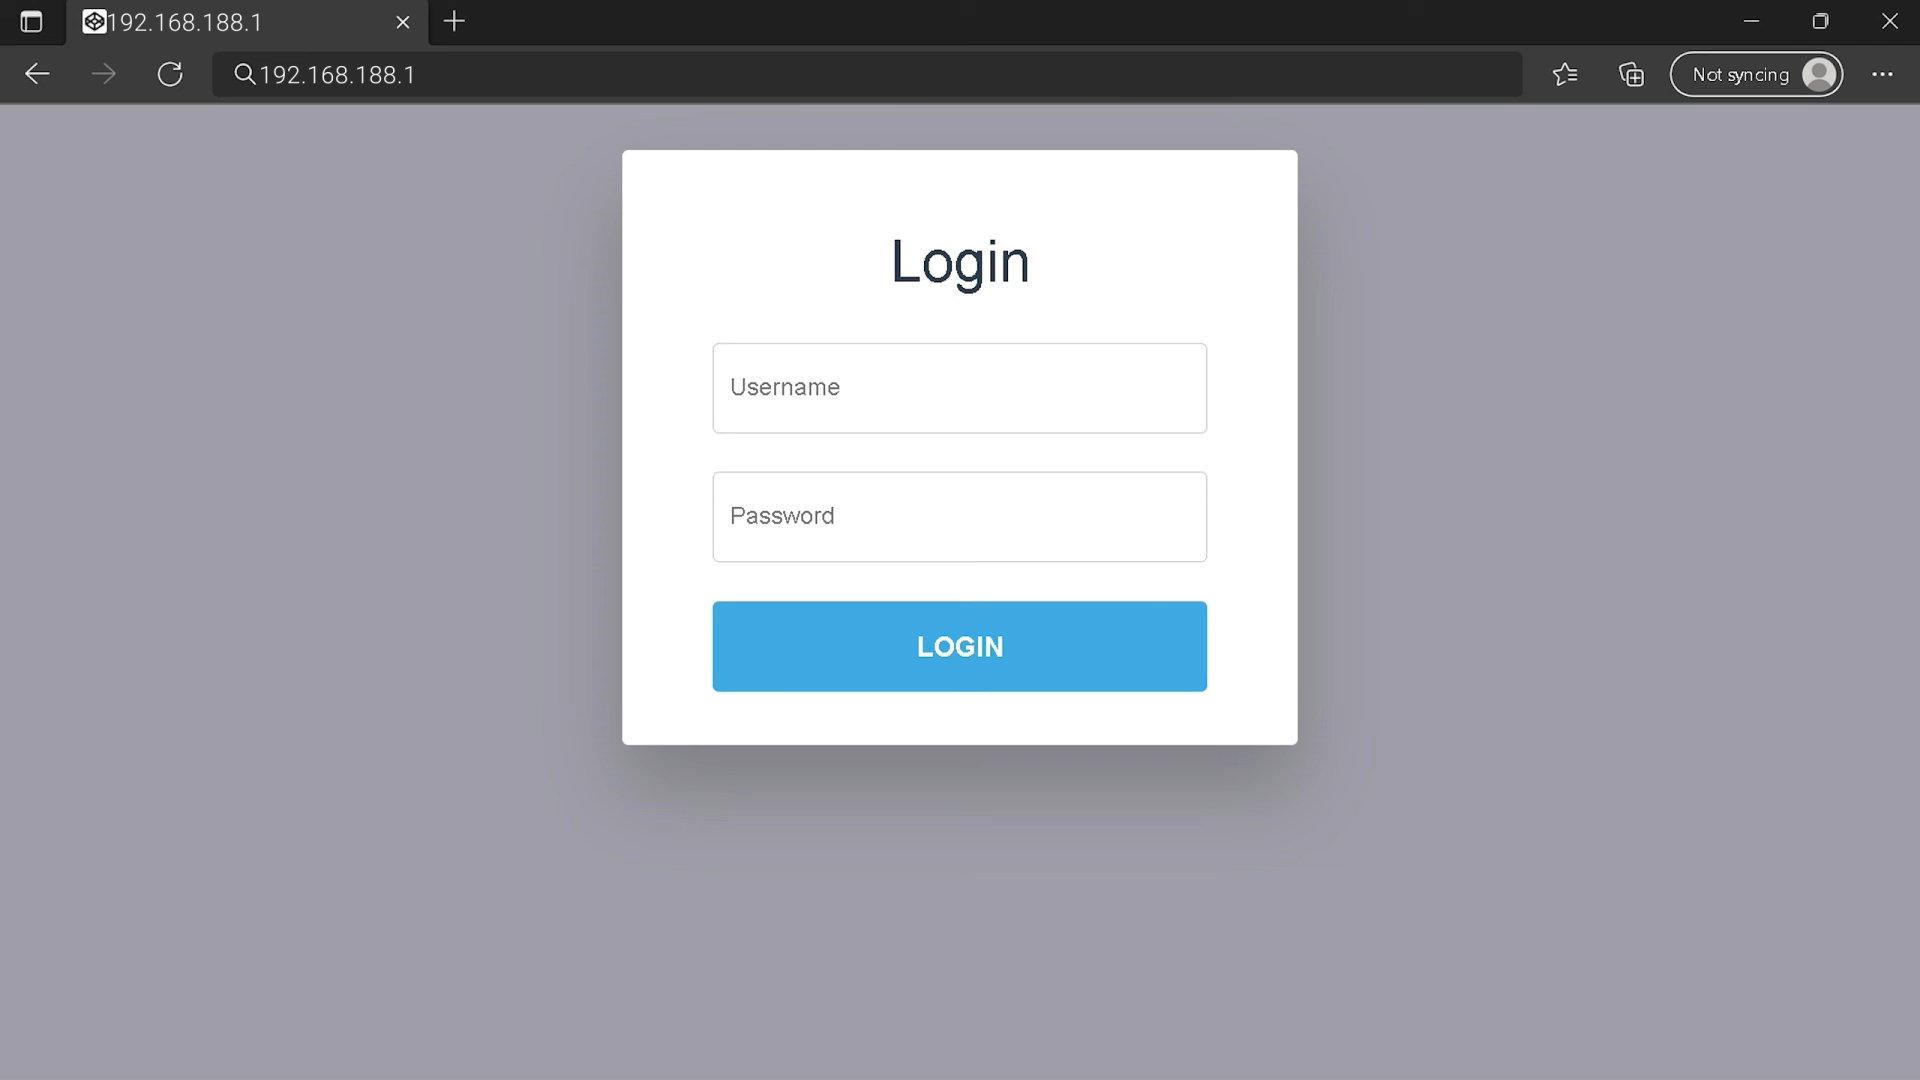 192.168.188.1
192.168.188.1
Not syncing
Login
Username
Password
LOGIN